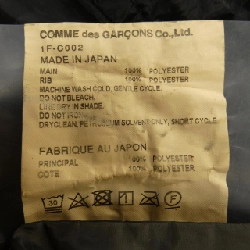 COMME des GARÇONS Co.,Ltd.
1F-C002
MADE IN JAPAN
MAIN 100% POLYESTER
RIB 100% POLYESTER
MACHINE WASH COLD, GENTLE CYCLE.
DO NOT BLEACH.
LINE DRY IN SHADE.
DO NOT IRON.
DRYCLEAN, PETROLEUM SOLVENT ONLY, SHORT CYCLE
FABRIQUE AU JAPON
PRINCIPAL 100% POLYESTER
COTE 100% POLYESTER
30
F